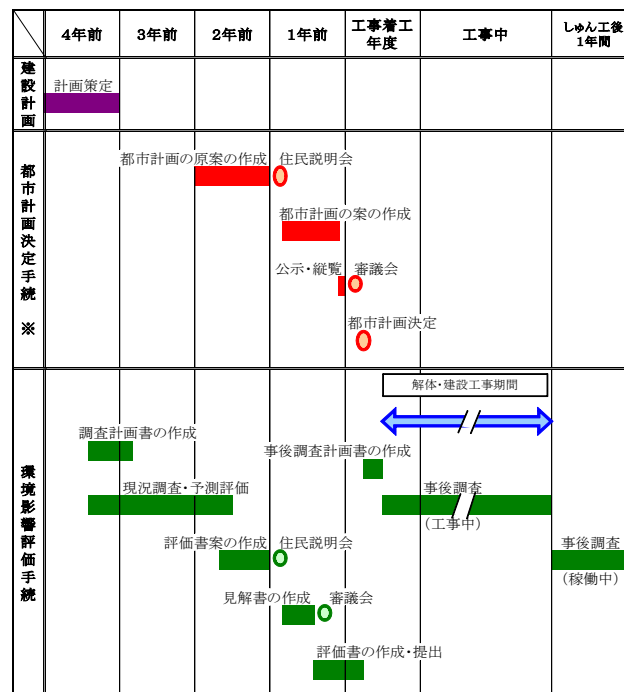 4年前
3年前
2年前
1年前
工事着工
年度
工事中
しゅん工後
1年間
建設計画
計画策定
都市計画決定手続 ※
都市計画の原案の作成
住民説明会
都市計画の案の作成
公示・縦覧
審議会
都市計画決定
環境影響評価手続
解体・建設工事期間
調査計画書の作成
事後調査計画書の作成
現況調査・予測評価
事後調査
(工事中)
評価書案の作成
住民説明会
事後調査
(稼働中)
見解書の作成
審議会
評価書の作成・提出